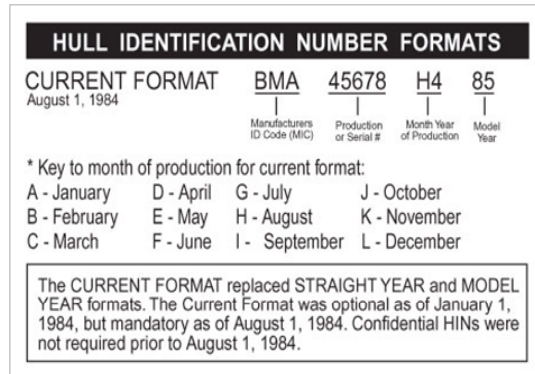 HULL IDENTIFICATION NUMBER FORMATS
CURRENT FORMAT BMA 45678 H4 85
August 1, 1984
Manufacturers ID Code (MIC) Production or Serial # Month Year of Production Model Year
* Key to month of production for current format:
A - January D - April G - July J - October
B - February E - May H - August K - November
C - March F - June I - September L - December
The CURRENT FORMAT replaced STRAIGHT YEAR and MODEL
YEAR formats. The Current Format was optional as of January 1,
1984, but mandatory as of August 1, 1984. Confidential HINs were
not required prior to August 1, 1984.